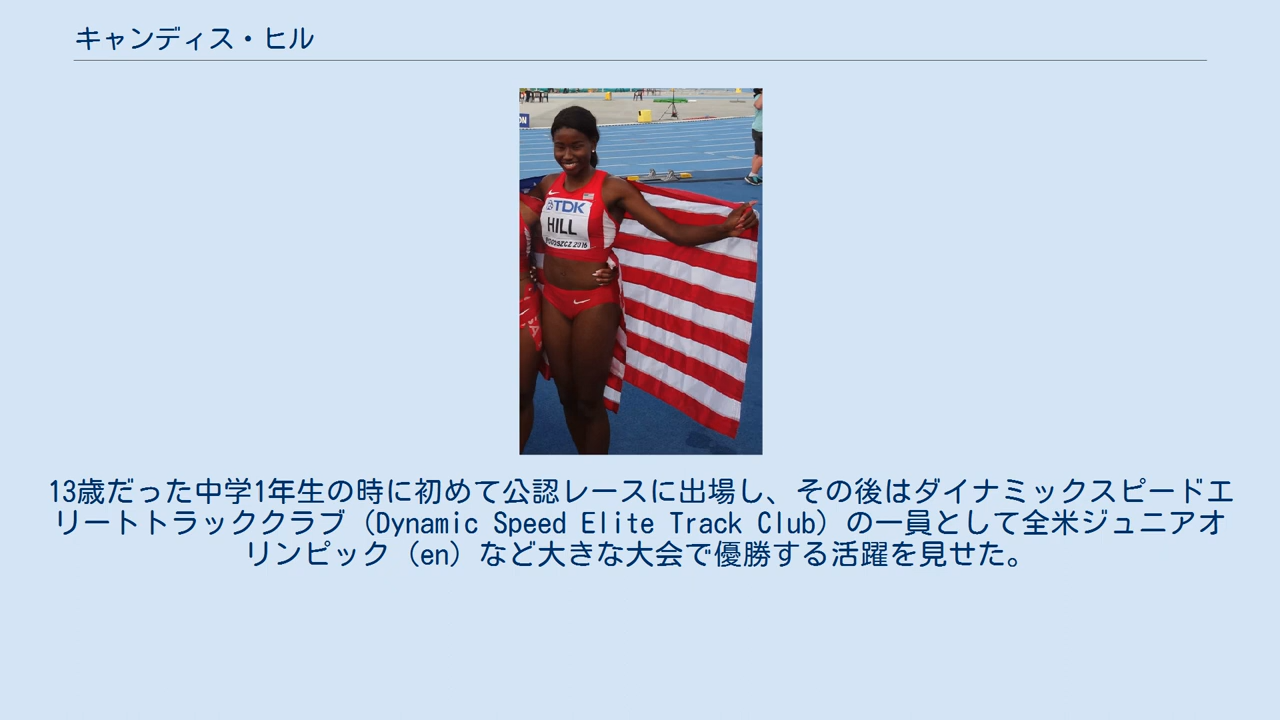 キャンディス・ヒル
TDK
HILL
BYDGOSZCZ 2016
13歳だった中学1年生の時に初めて公認レースに出場し、その後はダイナミックスピードエ
リートトラッククラブ（Dynamic Speed Elite Track Club）の一員として全米ジュニアオ
リンピック（en）など大きな大会で優勝する活躍を見せた。